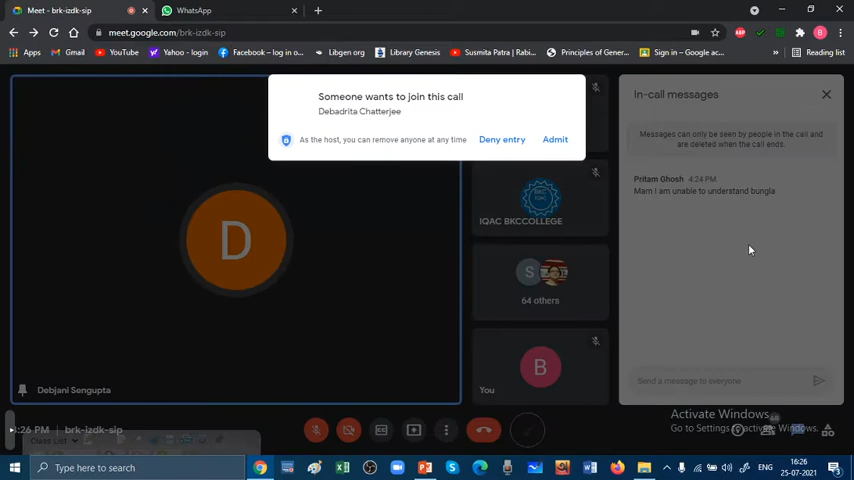 Meet - brk-izdk-sip
WhatsApp
meet.google.com/brk-izdk-sip
Apps
Gmail
YouTube
Yahoo - login
Facebook – log in o...
Libgen org
Library Genesis
Susmita Patra | Rabi...
Principles of Genera...
Sign in – Google ac...
»
Reading list
Someone wants to join this call
Debadrita Chatterjee
As the host, you can remove anyone at any time
Deny entry
Admit
In-call messages
Messages can only be seen by people in the call and
are deleted when the call ends.
Pritam Ghosh 4:24 PM
Mam I am unable to understand bungla
D
IQAC BKCCOLLEGE
S
64 others
B
You
Debjani Sengupta
Send a message to everyone
:26 PM
brk-izdk-sip
Class List
Activate Windows
Go to Settings to activate Windows.
Type here to search
ENG
16:26
25-07-2021